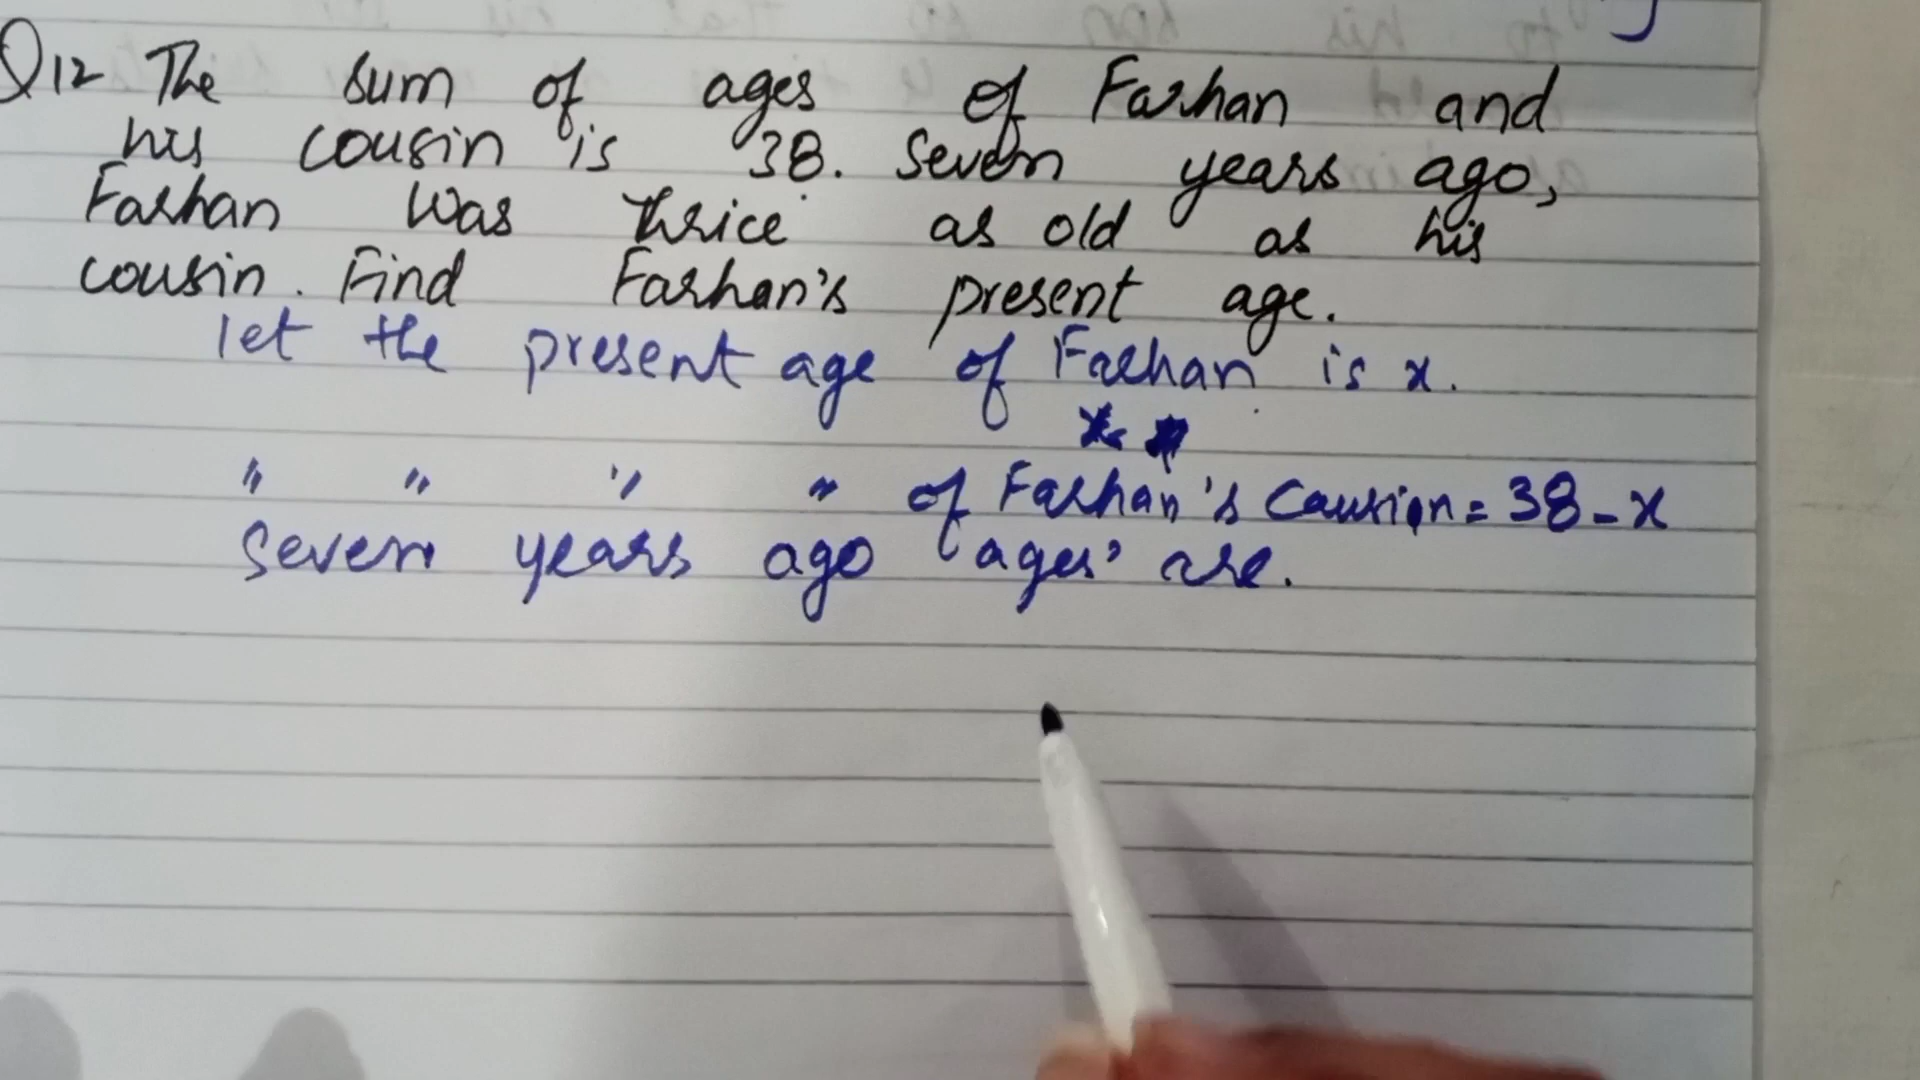 Q12 The sum of ages of Farhan and
his cousin is 38. Seven years ago,
Farhan was thrice as old as his
cousin. Find Farhan's present age.
let the present age of Farhan is x.
" " " " of Farhan's Causion = 38 - x
Seven years ago 'ages' are.